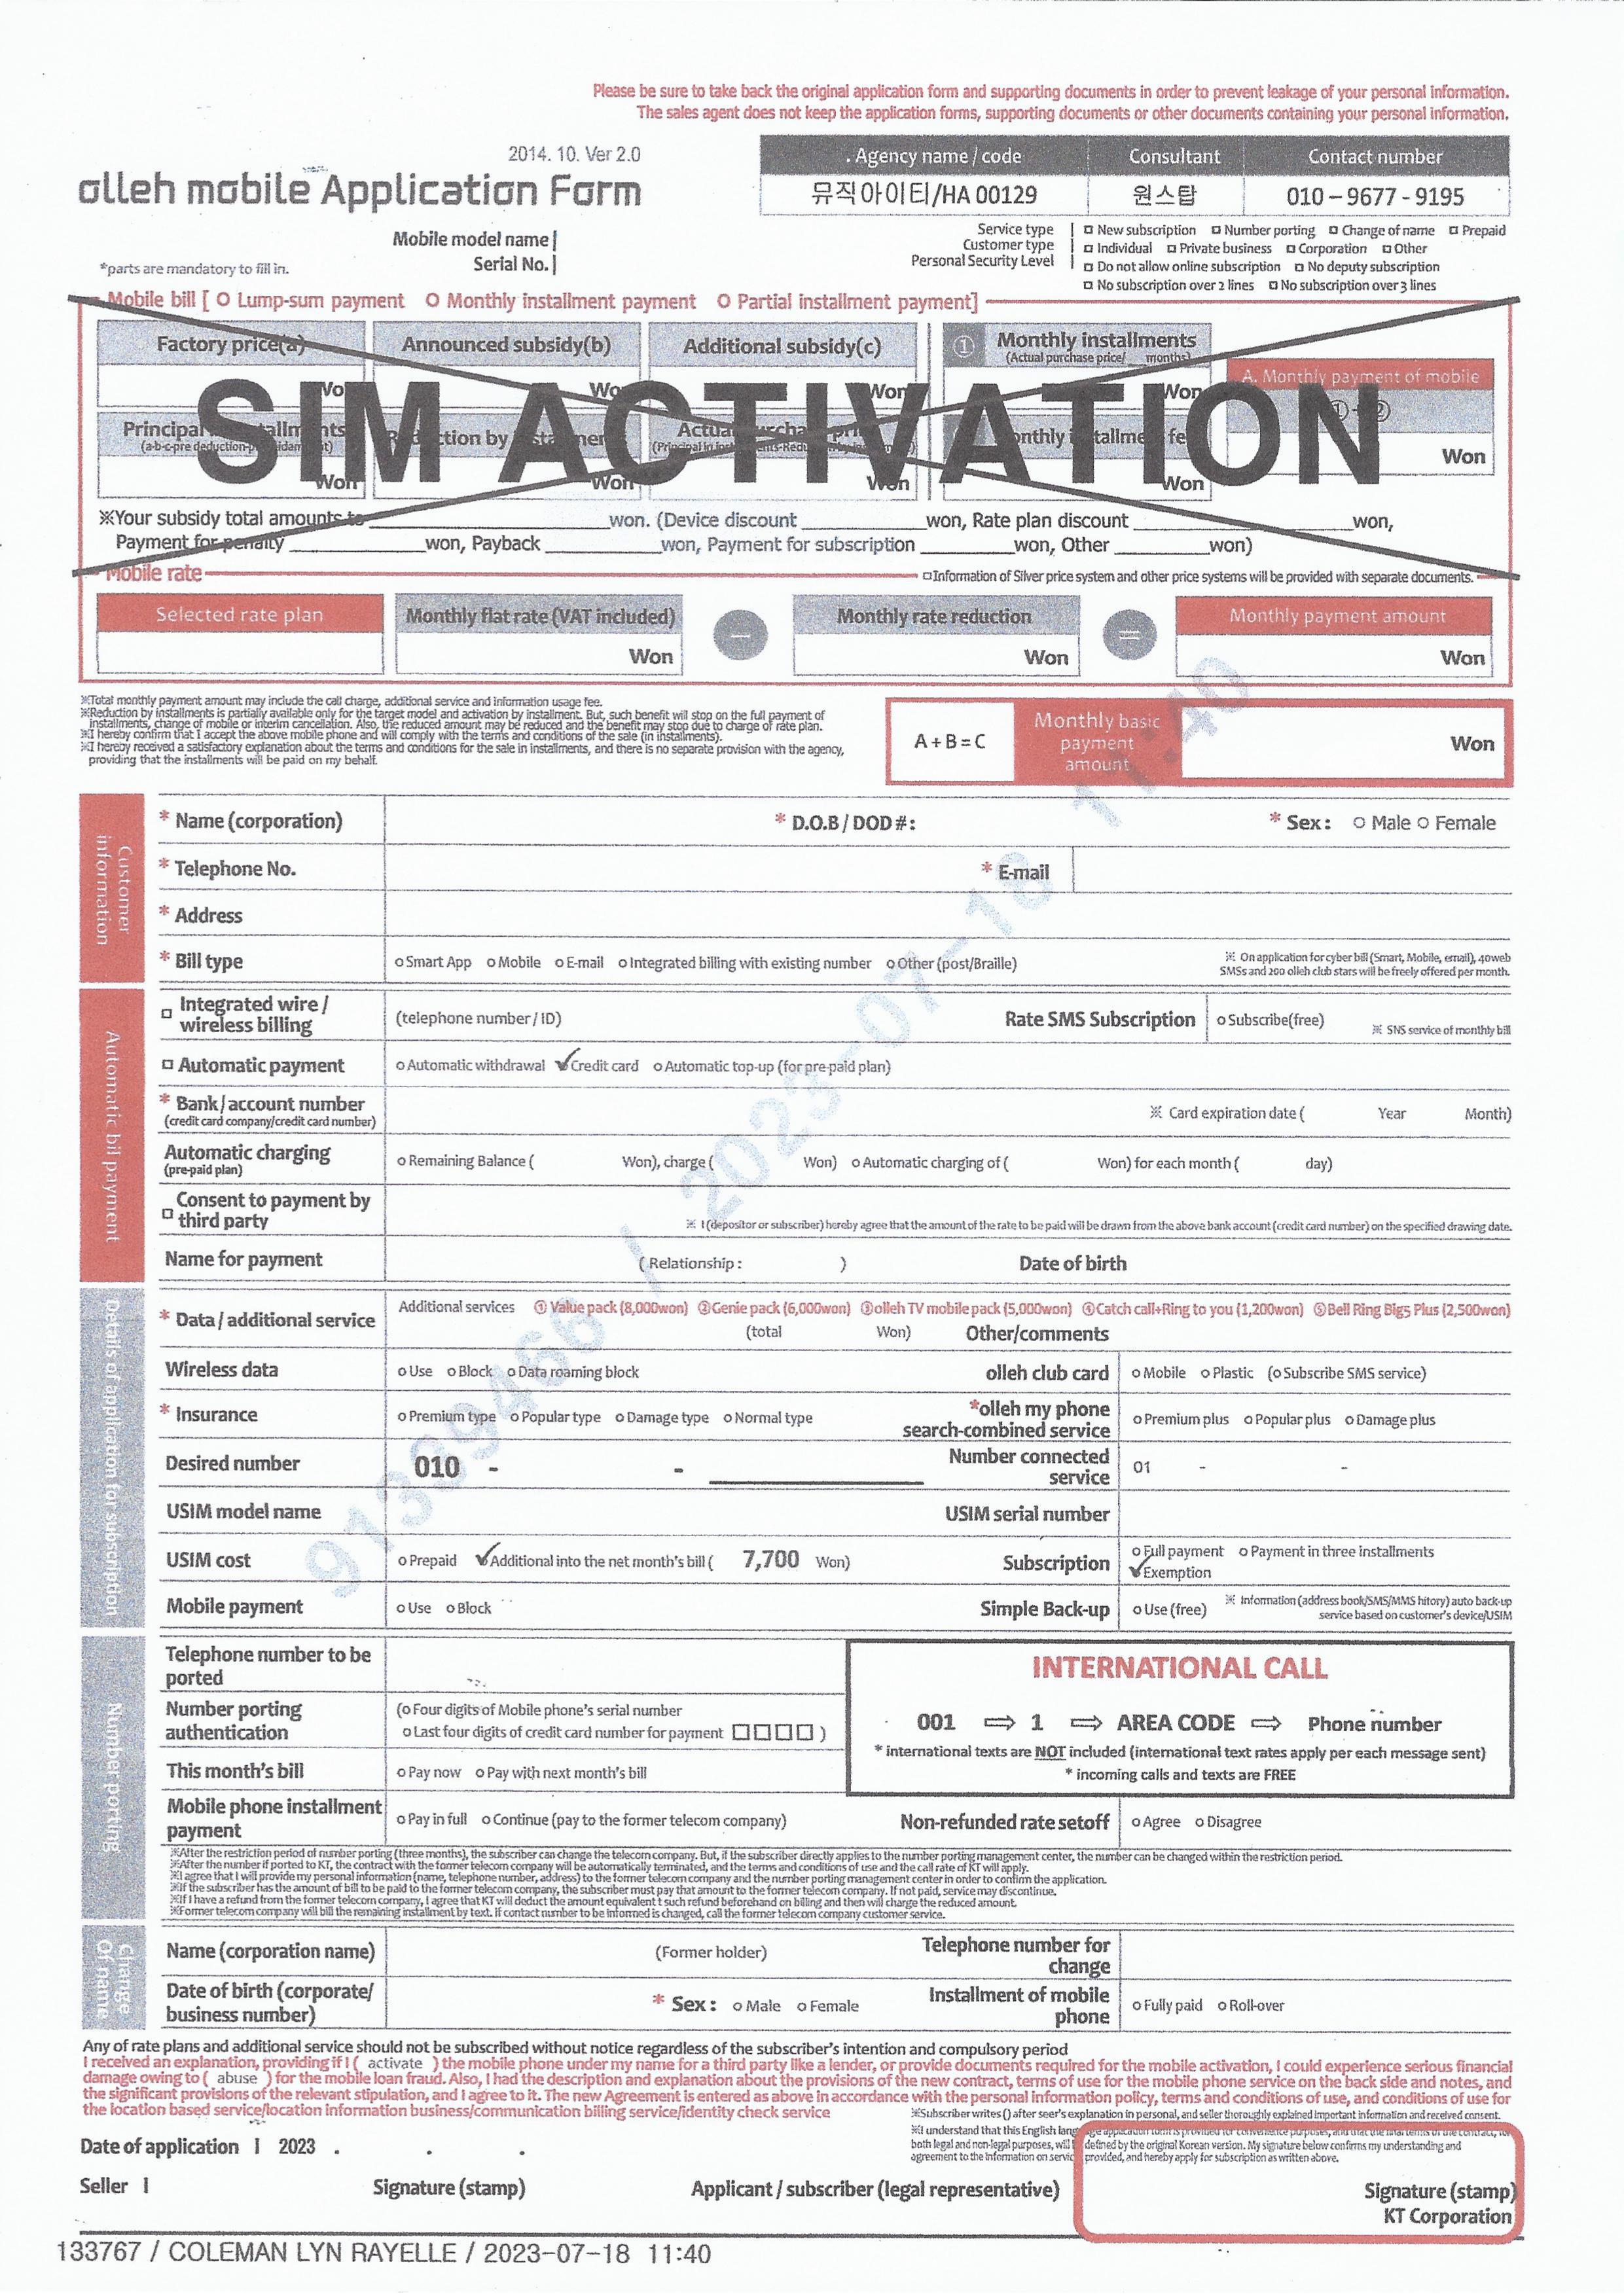 Please be sure to take back the original application form and supporting documents in order to prevent leakage of your personal information.
The sales agent does not keep the application forms, supporting documents or other documents containing your personal information.
2014. 10. Ver 2.0
olleh mobile Application Form
. Agency name / code Consultant Contact number
뮤직아이티/HA 00129 원스탑 010 – 9677 - 9195
Mobile model name |
Serial No. |
*parts are mandatory to fill in.
Service type | □ New subscription □ Number porting □ Change of name □ Prepaid
Customer type | □ Individual □ Private business □ Corporation □ Other
Personal Security Level | □ Do not allow online subscription □ No deputy subscription
□ No subscription over 2 lines □ No subscription over 3 lines
Mobile bill [ O Lump-sum payment O Monthly installment payment O Partial installment payment]
Factory price(a) Announced subsidy(b) Additional subsidy(c) ① Monthly installments
(Actual purchase price/ months)
Won Won Won Won
A. Monthly payment of mobile
SIM ACTIVATION
Won Won Won Won Won
※Your subsidy total amounts to won. (Device discount won, Rate plan discount won,
Payment for penalty won, Payback won, Payment for subscription won, Other won)
Mobile rate □Information of Silver price system and other price systems will be provided with separate documents.
Selected rate plan Monthly flat rate (VAT included) − Monthly rate reduction = Monthly payment amount
Won Won Won
※Total monthly payment amount may include the call charge, additional service and information usage fee.
※Reduction by installments is partially available only for the target model and activation by installment. But, such benefit will stop on the full payment of
installments, change of mobile or interim cancellation. Also, the reduced amount may be reduced and the benefit may stop due to charge of rate plan.
※I hereby confirm that I accept the above mobile phone and will comply with the terms and conditions of the sale (in installments).
※I hereby received a satisfactory explanation about the terms and conditions for the sale in installments, and there is no separate provision with the agency,
providing that the installments will be paid on my behalf.
A + B = C Monthly basic payment amount Won
Customer information
* Name (corporation) * D.O.B / DOD #: * Sex : o Male o Female
* Telephone No. * E-mail
* Address
* Bill type o Smart App o Mobile o E-mail o Integrated billing with existing number o Other (post/Braille)
※ On application for cyber bill (Smart, Mobile, email), 40web
SMSs and 200 olleh club stars will be freely offered per month.
Automatic bil payment
□ Integrated wire / wireless billing (telephone number / ID) Rate SMS Subscription o Subscribe(free) ※ SNS service of monthly bill
□ Automatic payment o Automatic withdrawal ✓Credit card o Automatic top-up (for pre-paid plan)
* Bank / account number ※ Card expiration date ( Year Month)
(credit card company/credit card number)
Automatic charging o Remaining Balance ( Won), charge ( Won) o Automatic charging of ( Won) for each month ( day)
(pre-paid plan)
□ Consent to payment by third party ※ I (depositor or subscriber) hereby agree that the amount of the rate to be paid will be drawn from the above bank account (credit card number) on the specified drawing date.
Name for payment ( Relationship : ) Date of birth
Details of application for subscription
* Data / additional service Additional services ① Value pack (8,000won) ②Genie pack (6,000won) ③olleh TV mobile pack (5,000won) ④Catch call+Ring to you (1,200won) ⑤Bell Ring Big5 Plus (2,500won)
(total Won) Other/comments
Wireless data o Use o Block o Data roaming block olleh club card o Mobile o Plastic (o Subscribe SMS service)
* Insurance o Premium type o Popular type o Damage type o Normal type *olleh my phone search-combined service o Premium plus o Popular plus o Damage plus
Desired number 010 - - Number connected service 01 - -
USIM model name USIM serial number
USIM cost o Prepaid ✓Additional into the net month's bill ( 7,700 Won) Subscription o Full payment o Payment in three installments
✓Exemption
Mobile payment o Use o Block Simple Back-up o Use (free) ※ Information (address book/SMS/MMS hitory) auto back-up
service based on customer's device/USIM
Number porting
Telephone number to be ported
Number porting authentication (o Four digits of Mobile phone's serial number
o Last four digits of credit card number for payment □□□□ )
This month's bill o Pay now o Pay with next month's bill
INTERNATIONAL CALL
001 ⇨ 1 ⇨ AREA CODE ⇨ Phone number
* international texts are NOT included (international text rates apply per each message sent)
* incoming calls and texts are FREE
Mobile phone installment payment o Pay in full o Continue (pay to the former telecom company) Non-refunded rate setoff o Agree o Disagree
※After the restriction period of number porting (three months), the subscriber can change the telecom company. But, if the subscriber directly applies to the number porting management center, the number can be changed within the restriction period.
※After the number if ported to KT, the contract with the former telecom company will be automatically terminated, and the terms and conditions of use and the call rate of KT will apply.
※I agree that I will provide my personal information (name, telephone number, address) to the former telecom company and the number porting management center in order to confirm the application.
※If the subscriber has the amount of bill to be paid to the former telecom company, the subscriber must pay that amount to the former telecom company. If not paid, service may discontinue.
※If I have a refund from the former telecom company, I agree that KT will deduct the amount equivalent t such refund beforehand on billing and then will charge the reduced amount.
※Former telecom company will bill the remaining installment by text. If contact number to be informed is changed, call the former telecom company customer service.
Change Of name
Name (corporation name) (Former holder) Telephone number for change
Date of birth (corporate/ business number) * Sex : o Male o Female Installment of mobile phone o Fully paid o Roll-over
Any of rate plans and additional service should not be subscribed without notice regardless of the subscriber's intention and compulsory period
I received an explanation, providing if I ( activate ) the mobile phone under my name for a third party like a lender, or provide documents required for the mobile activation, I could experience serious financial
damage owing to ( abuse ) for the mobile loan fraud. Also, I had the description and explanation about the provisions of the new contract, terms of use for the mobile phone service on the back side and notes, and
the significant provisions of the relevant stipulation, and I agree to it. The new Agreement is entered as above in accordance with the personal information policy, terms and conditions of use, and conditions of use for
the location based service/location information business/communication billing service/identity check service
※Subscriber writes () after seer's explanation in personal, and seller thoroughly explained important information and received consent.
※I understand that this English language application form is provided for convenience purposes, and that the final terms of the contract, for
both legal and non-legal purposes, will defined by the original Korean version. My signature below confirms my understanding and
agreement to the information on servic provided, and hereby apply for subscription as written above.
Date of application | 2023 . . .
Seller | Signature (stamp) Applicant / subscriber (legal representative) Signature (stamp)
KT Corporation
133767 / COLEMAN LYN RAYELLE / 2023-07-18 11:40
91339466 / 2023-07-18 11:40